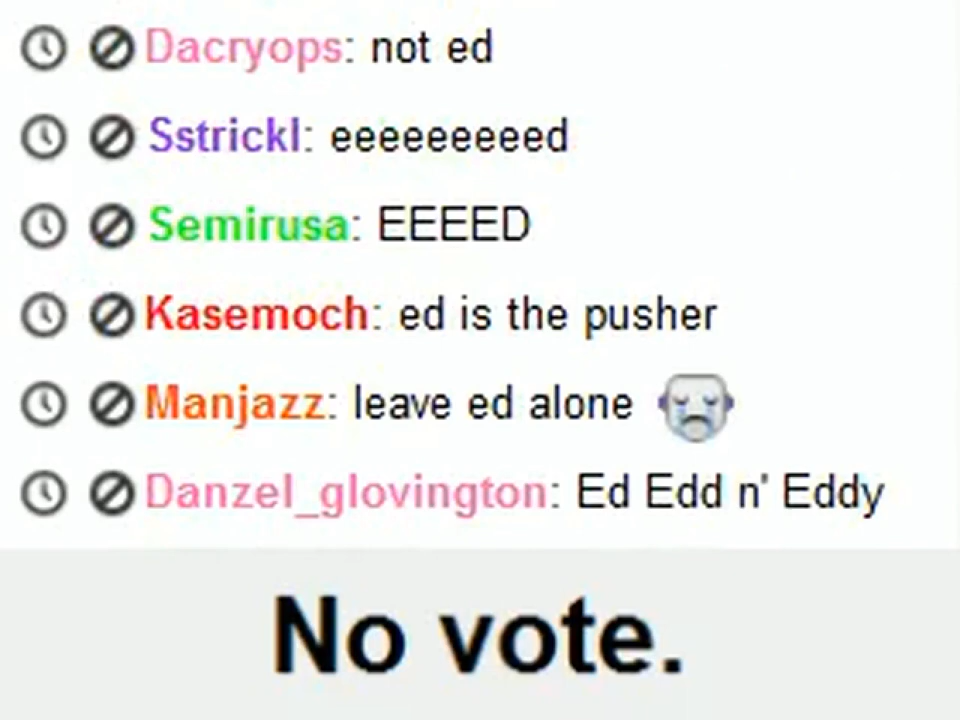 Dacryops: not ed
Sstrickl: eeeeeeeeed
Semirusa: EEEED
Kasemoch: ed is the pusher
Manjazz: leave ed alone
Danzel_glovington: Ed Edd n' Eddy
No vote.